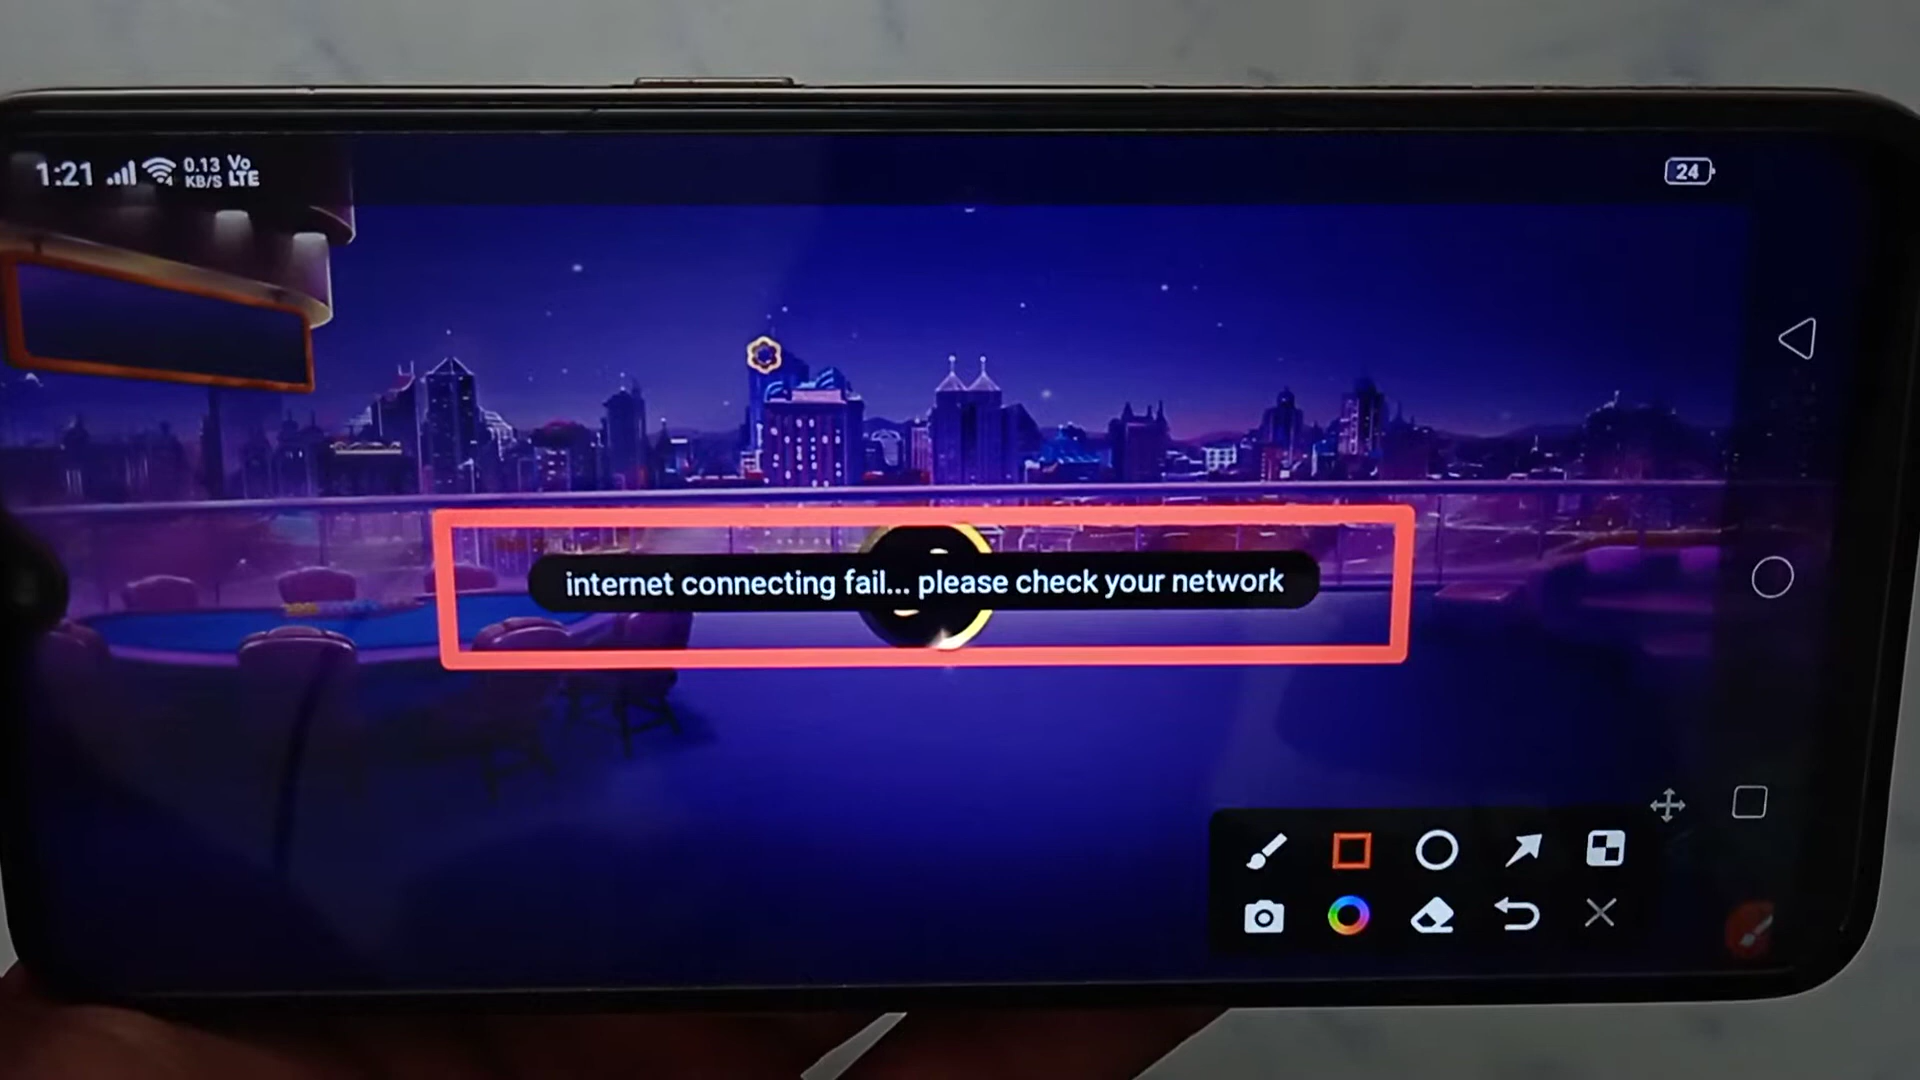 1:21 0.13 KB/S Vo LTE 24
internet connecting fail... please check your network